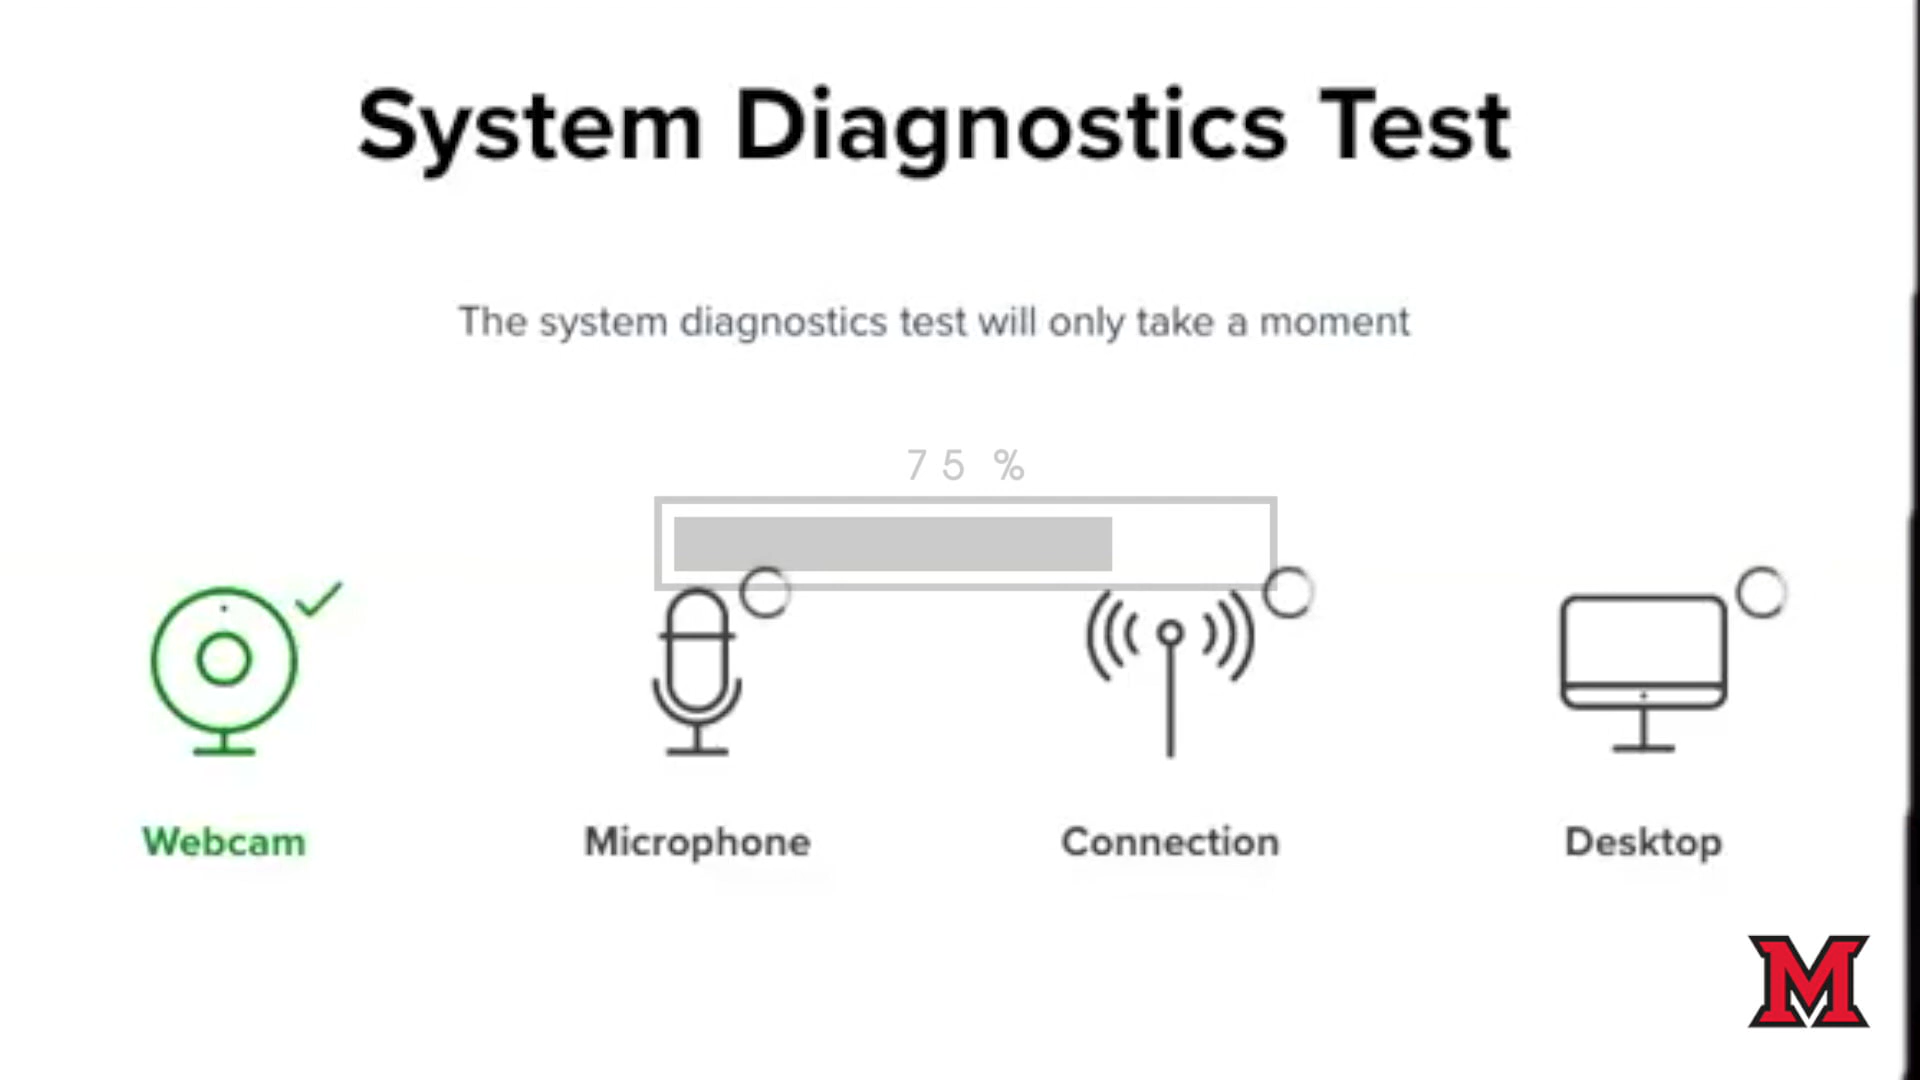 System Diagnostics Test
The system diagnostics test will only take a moment
75 %
Webcam
Microphone
Connection
Desktop
M